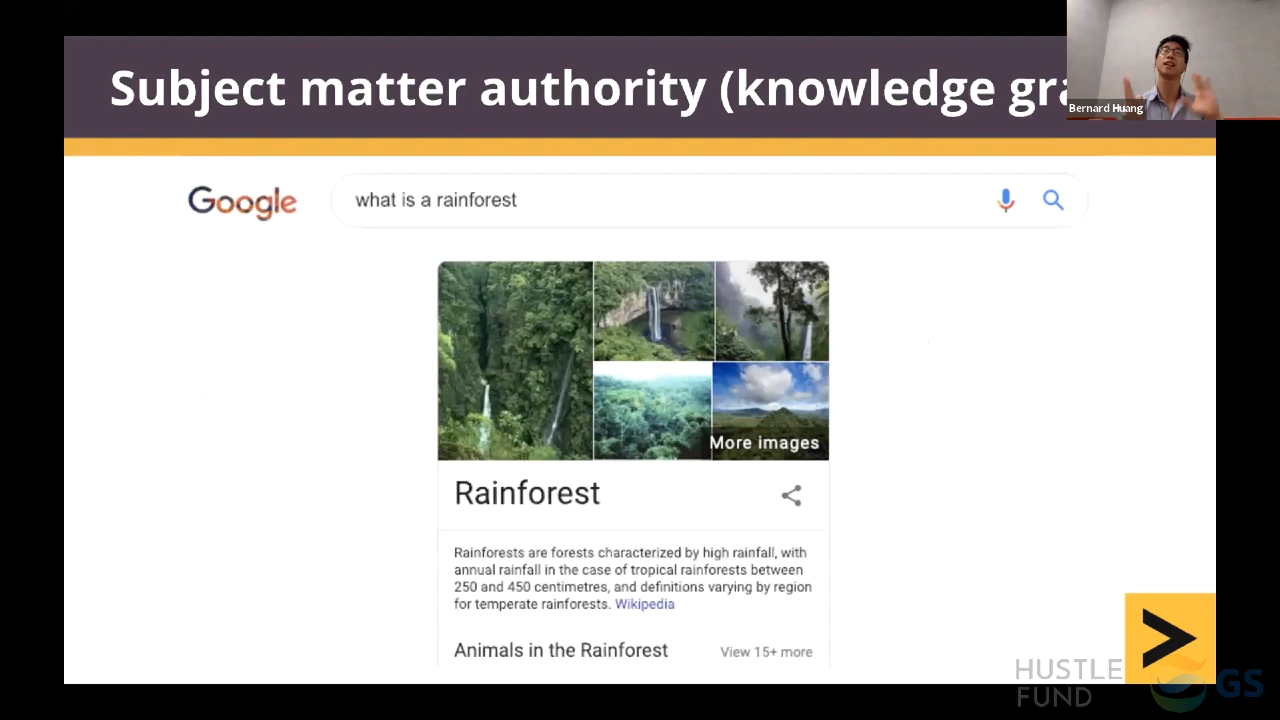 Subject matter authority (knowledge gra
Bernard Huang
Google
what is a rainforest
More images
Rainforest
Rainforests are forests characterized by high rainfall, with
annual rainfall in the case of tropical rainforests between
250 and 450 centimetres, and definitions varying by region
for temperate rainforests. Wikipedia
Animals in the Rainforest
View 15+ more
HUSTLE
FUND
GS